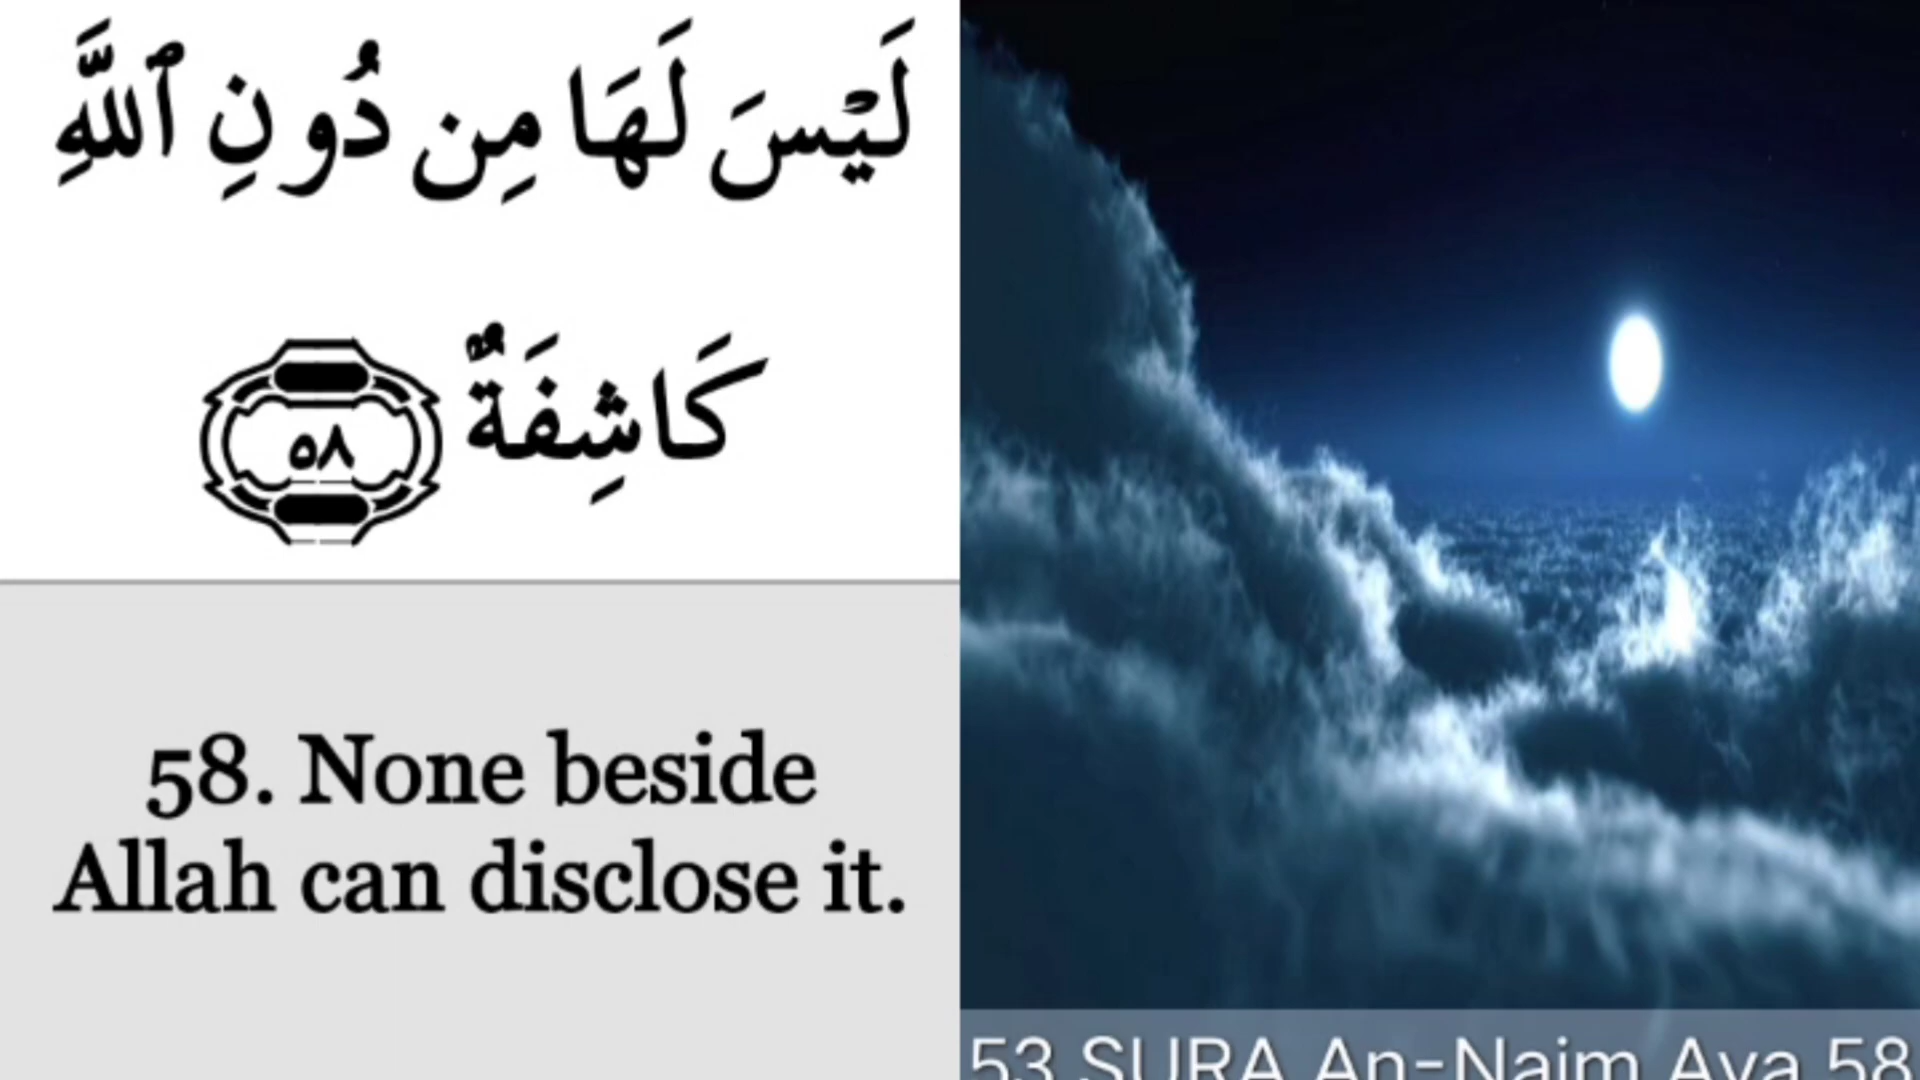 لَيْسَ لَهَا مِن دُونِ ٱللَّهِ
كَاشِفَةٌ ٥٨
58. None beside
Allah can disclose it.
53 SURA An-Najm Aya 58